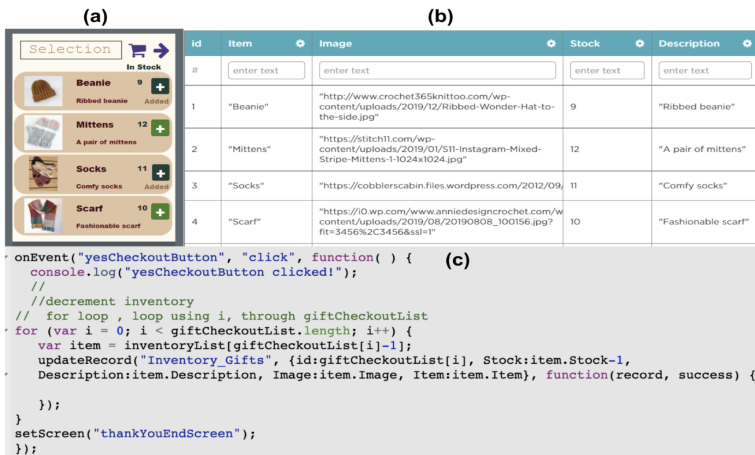 (a)
(b)
Selection
In Stock
Beanie 9
Ribbed beanie Added
Mittens 12
A pair of mittens
Socks 11
Comfy socks Added
Scarf 10
Fashionable scarf
id Item Image Stock Description
# enter text enter text enter text enter text
1 "Beanie" "http://www.crochet365knittoo.com/wp-
content/uploads/2019/12/Ribbed-Wonder-Hat-to-
the-side.jpg" 9 "Ribbed beanie"
2 "Mittens" "https://stitch11.com/wp-
content/uploads/2019/01/S11-Instagram-Mixed-
Stripe-Mittens-1-1024x1024.jpg" 12 "A pair of mittens"
3 "Socks" "https://cobblerscabin.files.wordpress.com/2012/09/ 11 "Comfy socks"
4 "Scarf" "https://i0.wp.com/www.anniedesigncrochet.com/w
content/uploads/2019/08/20190808_100156.jpg?
fit=3456%2C3456&ssl=1" 10 "Fashionable scarf"
(c)
onEvent("yesCheckoutButton", "click", function( ) {
console.log("yesCheckoutButton clicked!");
//
//decrement inventory
// for loop , loop using i, through giftCheckoutList
for (var i = 0; i < giftCheckoutList.length; i++) {
var item = inventoryList[giftCheckoutList[i]-1];
updateRecord("Inventory_Gifts", {id:giftCheckoutList[i], Stock:item.Stock-1,
Description:item.Description, Image:item.Image, Item:item.Item}, function(record, success) {
});
}
setScreen("thankYouEndScreen");
});